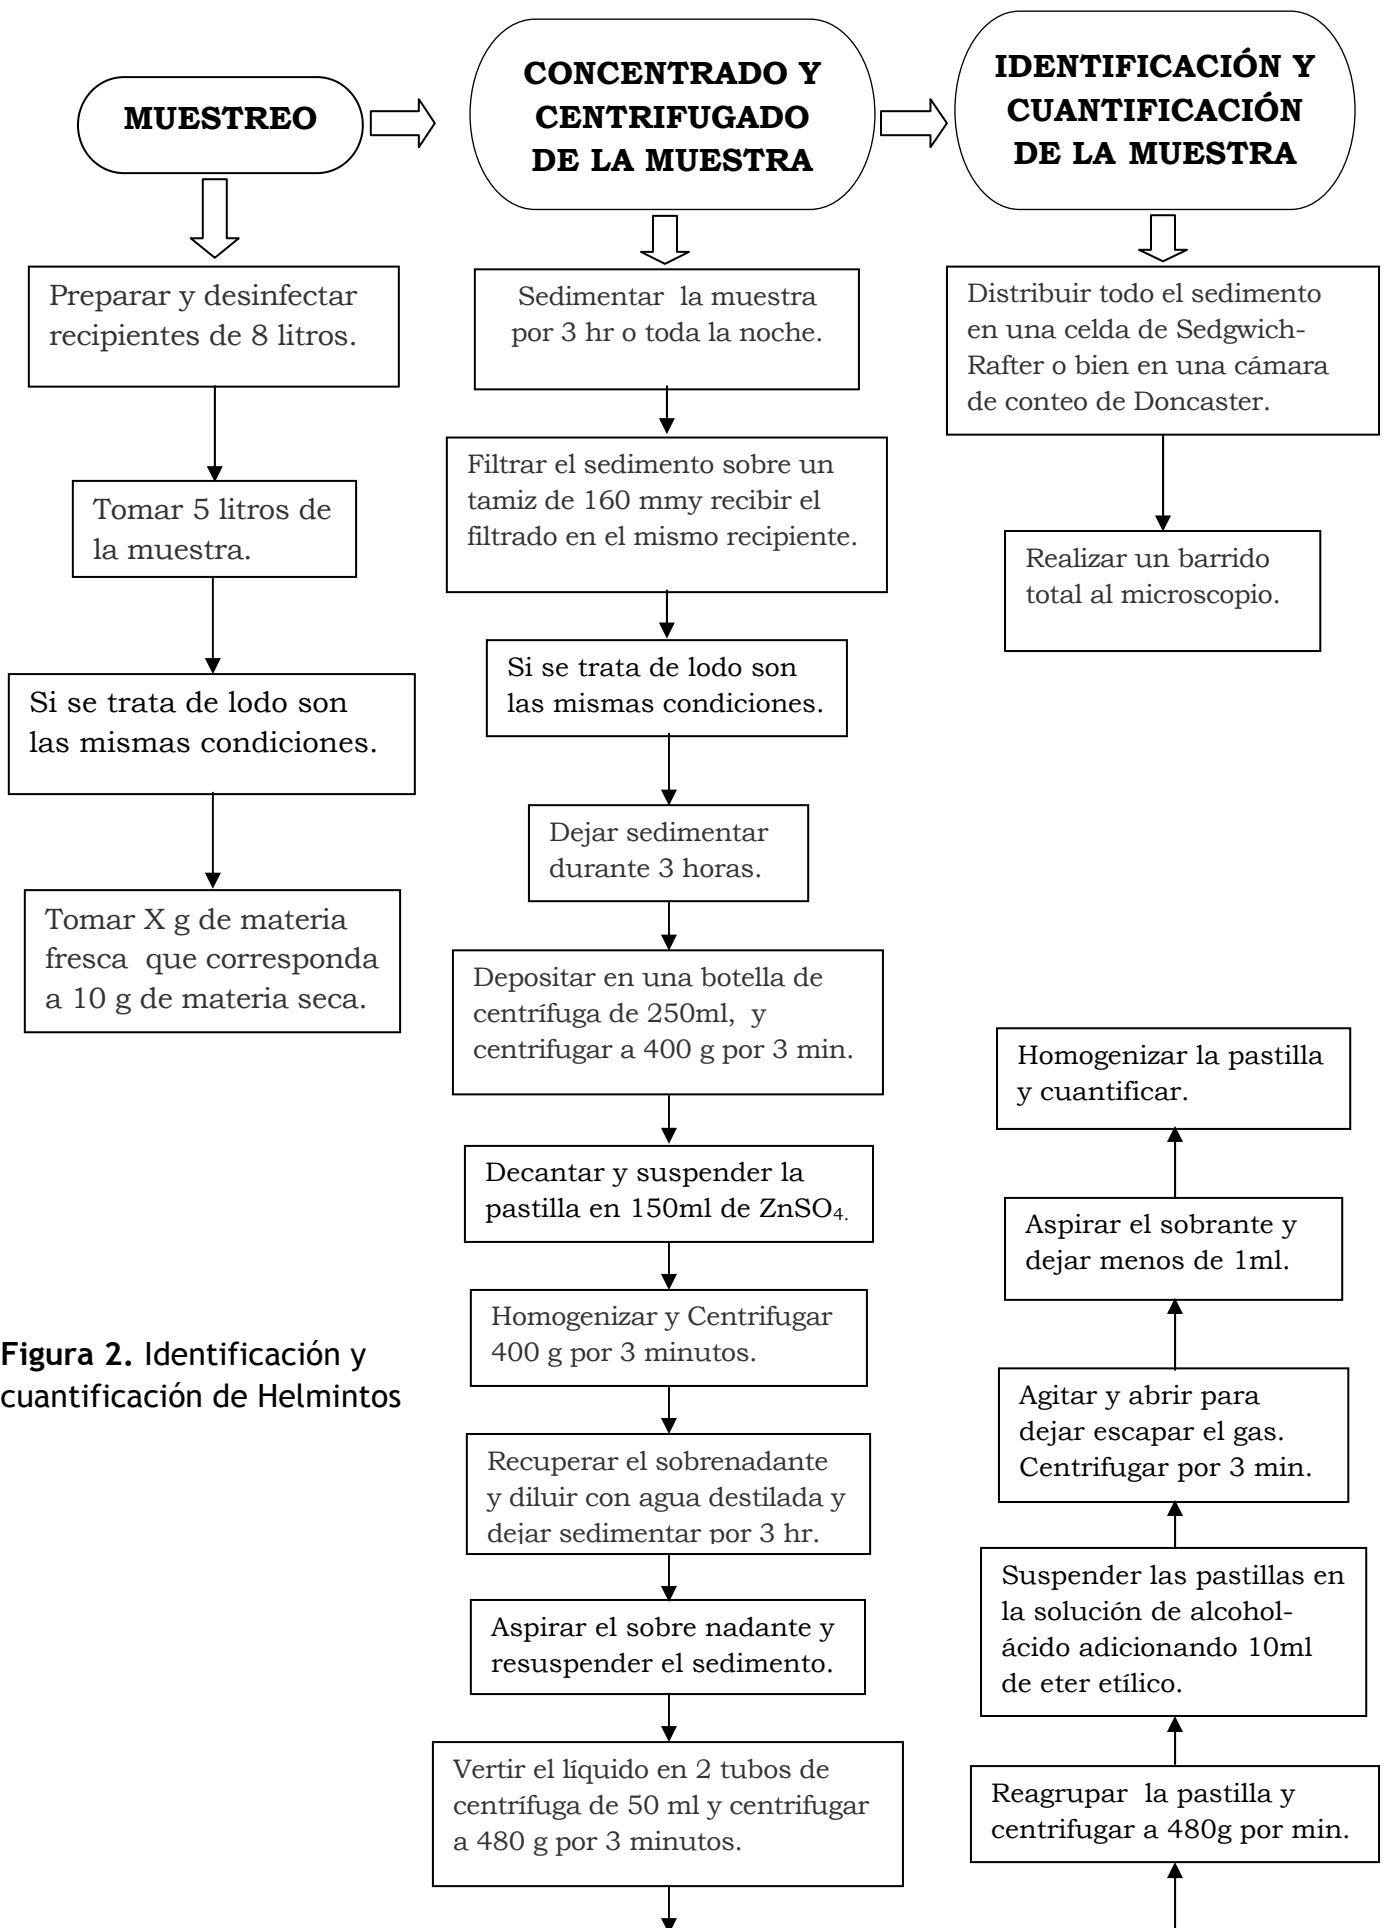 MUESTREO
Preparar y desinfectar
recipientes de 8 litros.
Tomar 5 litros de
la muestra.
Si se trata de lodo son
las mismas condiciones.
Tomar X g de materia
fresca que corresponda
a 10 g de materia seca.
CONCENTRADO Y
CENTRIFUGADO
DE LA MUESTRA
Sedimentar la muestra
por 3 hr o toda la noche.
Filtrar el sedimento sobre un
tamiz de 160 mmy recibir el
filtrado en el mismo recipiente.
Si se trata de lodo son
las mismas condiciones.
Dejar sedimentar
durante 3 horas.
Depositar en una botella de
centrífuga de 250ml, y
centrifugar a 400 g por 3 min.
Decantar y suspender la
pastilla en 150ml de ZnSO₄.
Homogenizar y Centrifugar
400 g por 3 minutos.
Recuperar el sobrenadante
y diluir con agua destilada y
dejar sedimentar por 3 hr.
Aspirar el sobre nadante y
resuspender el sedimento.
Vertir el líquido en 2 tubos de
centrífuga de 50 ml y centrifugar
a 480 g por 3 minutos.
Reagrupar la pastilla y
centrifugar a 480g por min.
Suspender las pastillas en
la solución de alcohol-
ácido adicionando 10ml
de eter etílico.
Agitar y abrir para
dejar escapar el gas.
Centrifugar por 3 min.
Aspirar el sobrante y
dejar menos de 1ml.
Homogenizar la pastilla
y cuantificar.
IDENTIFICACIÓN Y
CUANTIFICACIÓN
DE LA MUESTRA
Distribuir todo el sedimento
en una celda de Sedgwich-
Rafter o bien en una cámara
de conteo de Doncaster.
Realizar un barrido
total al microscopio.
Figura 2. Identificación y
cuantificación de Helmintos